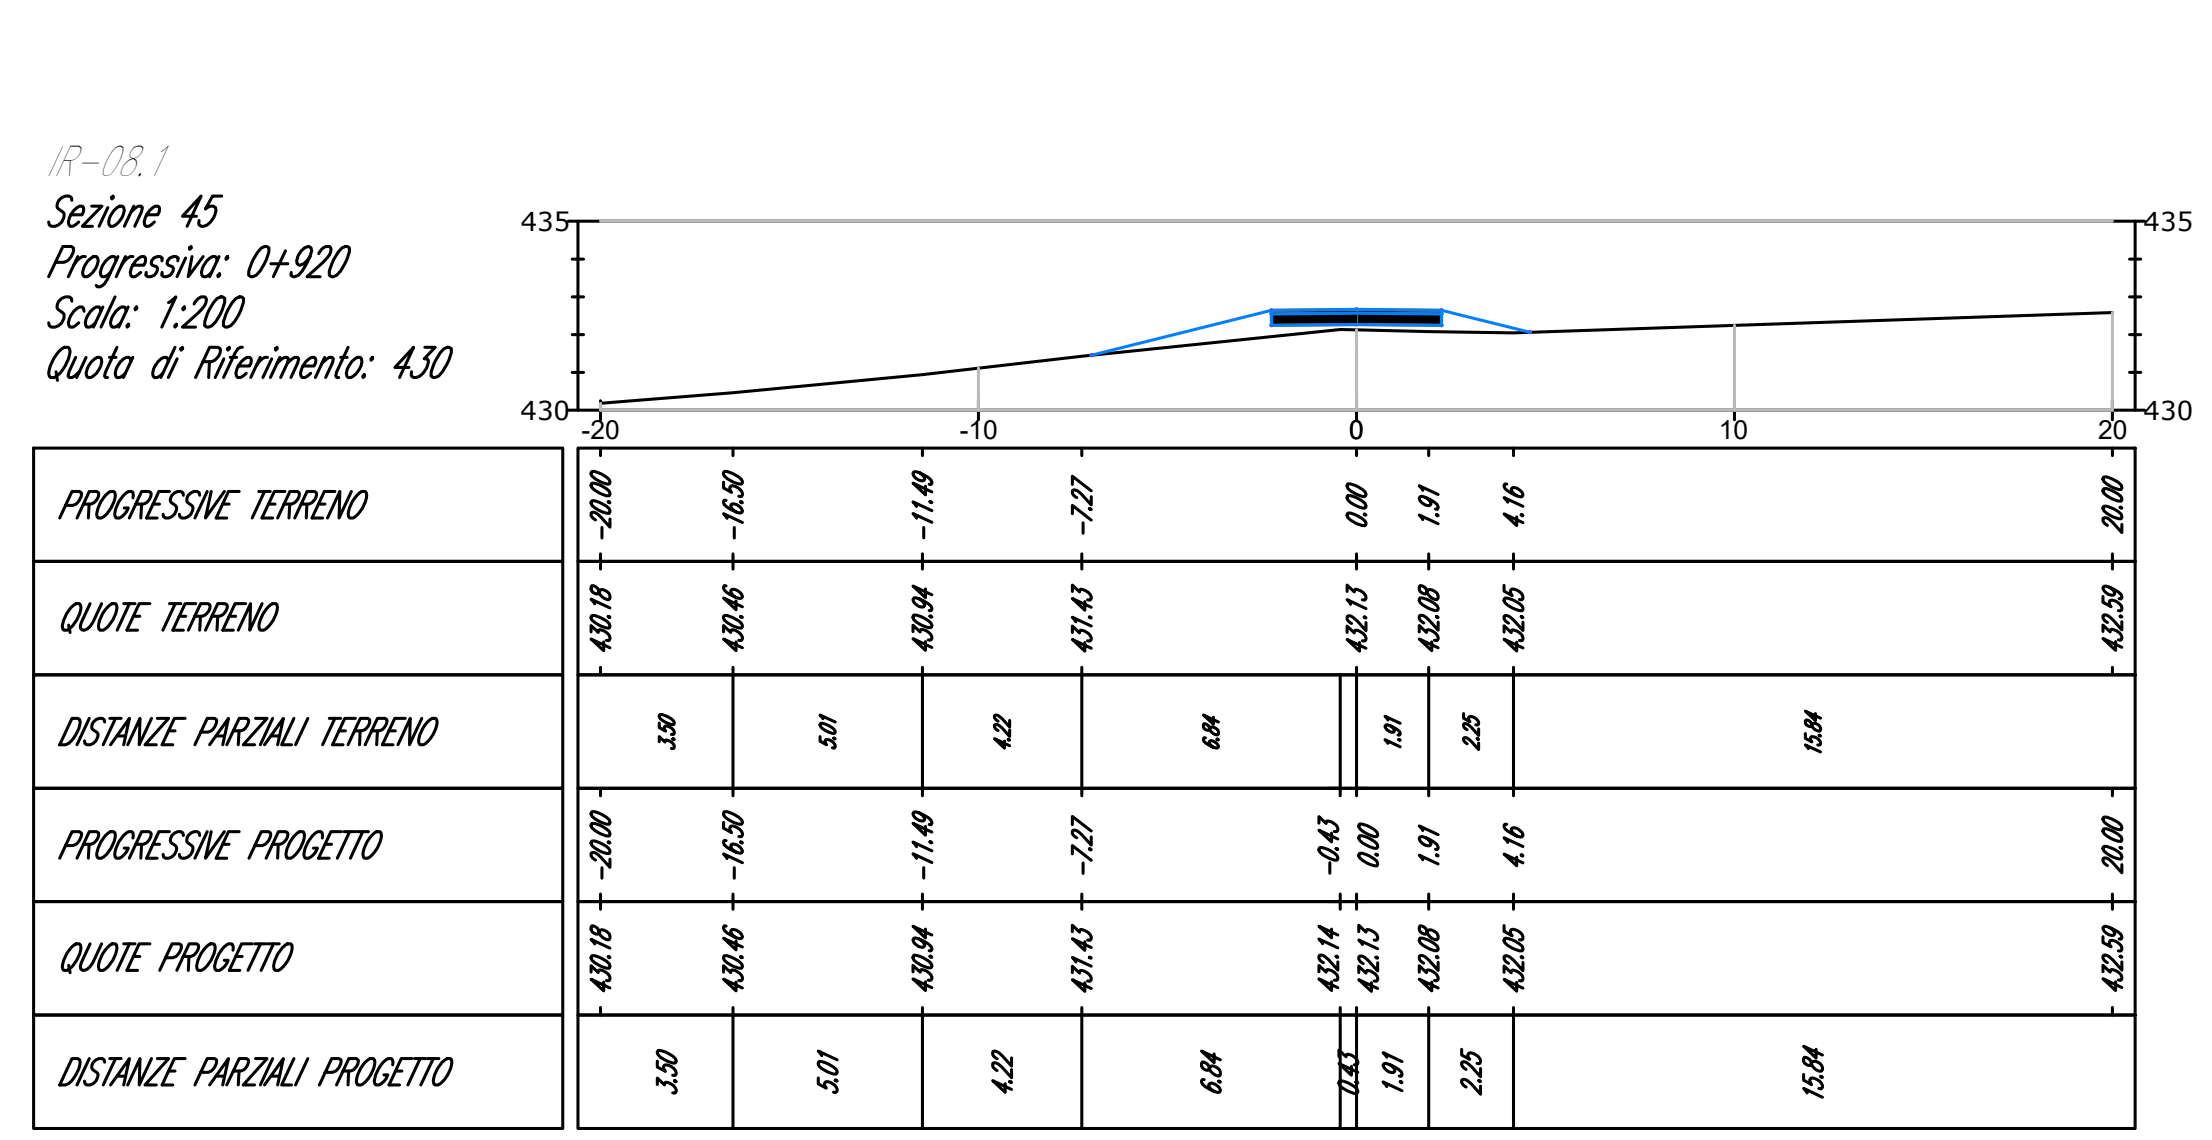 IR-08.1
Sezione 45
Progressiva: 0+920
Scala: 1:200
Quota di Riferimento: 430
435 435
430 430
-20 -10 0 10 20
PROGRESSIVE TERRENO -20.00 -16.50 -11.49 -7.27 0.00 1.91 4.16 20.00
QUOTE TERRENO 430.18 430.46 430.94 431.43 432.13 432.08 432.05 432.59
DISTANZE PARZIALI TERRENO 3.50 5.01 4.22 6.84 1.91 2.25 15.84
PROGRESSIVE PROGETTO -20.00 -16.50 -11.49 -7.27 -0.43 0.00 1.91 4.16 20.00
QUOTE PROGETTO 430.18 430.46 430.94 431.43 432.14 432.13 432.08 432.05 432.59
DISTANZE PARZIALI PROGETTO 3.50 5.01 4.22 6.84 0.43 1.91 2.25 15.84